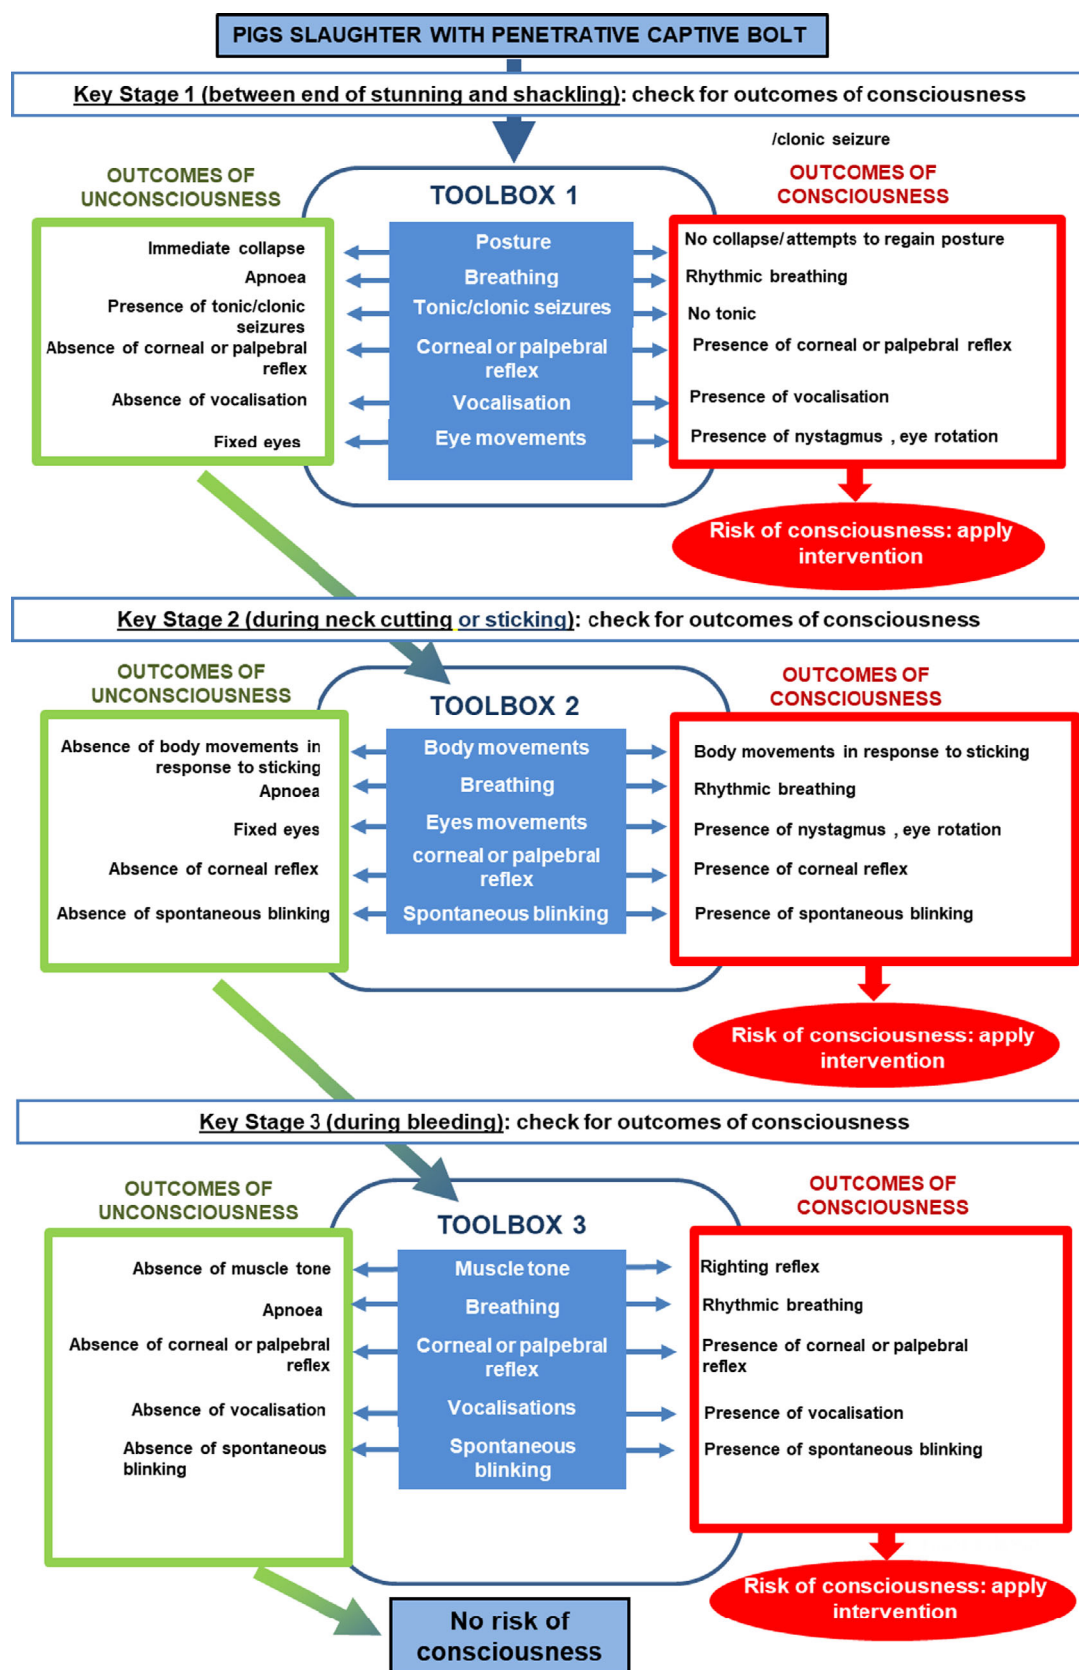 PIGS SLAUGHTER WITH PENETRATIVE CAPTIVE BOLT
Key Stage 1 (between end of stunning and shackling): check for outcomes of consciousness
/clonic seizure
OUTCOMES OF
UNCONSCIOUSNESS
TOOLBOX 1
OUTCOMES OF
CONSCIOUSNESS
Immediate collapse
Posture
No collapse/ attempts to regain posture
Apnoea
Breathing
Rhythmic breathing
Presence of tonic/clonic
seizures
Tonic/clonic seizures
No tonic
Absence of corneal or palpebral
reflex
Corneal or palpebral
reflex
Presence of corneal or palpebral reflex
Absence of vocalisation
Vocalisation
Presence of vocalisation
Fixed eyes
Eye movements
Presence of nystagmus , eye rotation
Risk of consciousness: apply
intervention
Key Stage 2 (during neck cutting or sticking): check for outcomes of consciousness
OUTCOMES OF
UNCONSCIOUSNESS
TOOLBOX 2
OUTCOMES OF
CONSCIOUSNESS
Absence of body movements in
response to sticking
Body movements
Body movements in response to sticking
Apnoea
Breathing
Rhythmic breathing
Fixed eyes
Eyes movements
Presence of nystagmus , eye rotation
Absence of corneal reflex
corneal or palpebral
reflex
Presence of corneal reflex
Absence of spontaneous blinking
Spontaneous blinking
Presence of spontaneous blinking
Risk of consciousness: apply
intervention
Key Stage 3 (during bleeding): check for outcomes of consciousness
OUTCOMES OF
UNCONSCIOUSNESS
TOOLBOX 3
OUTCOMES OF
CONSCIOUSNESS
Absence of muscle tone
Muscle tone
Righting reflex
Apnoea
Breathing
Rhythmic breathing
Absence of corneal or palpebral
reflex
Corneal or palpebral
reflex
Presence of corneal or palpebral
reflex
Absence of vocalisation
Vocalisations
Presence of vocalisation
Absence of spontaneous
blinking
Spontaneous
blinking
Presence of spontaneous blinking
Risk of consciousness: apply
intervention
No risk of
consciousness